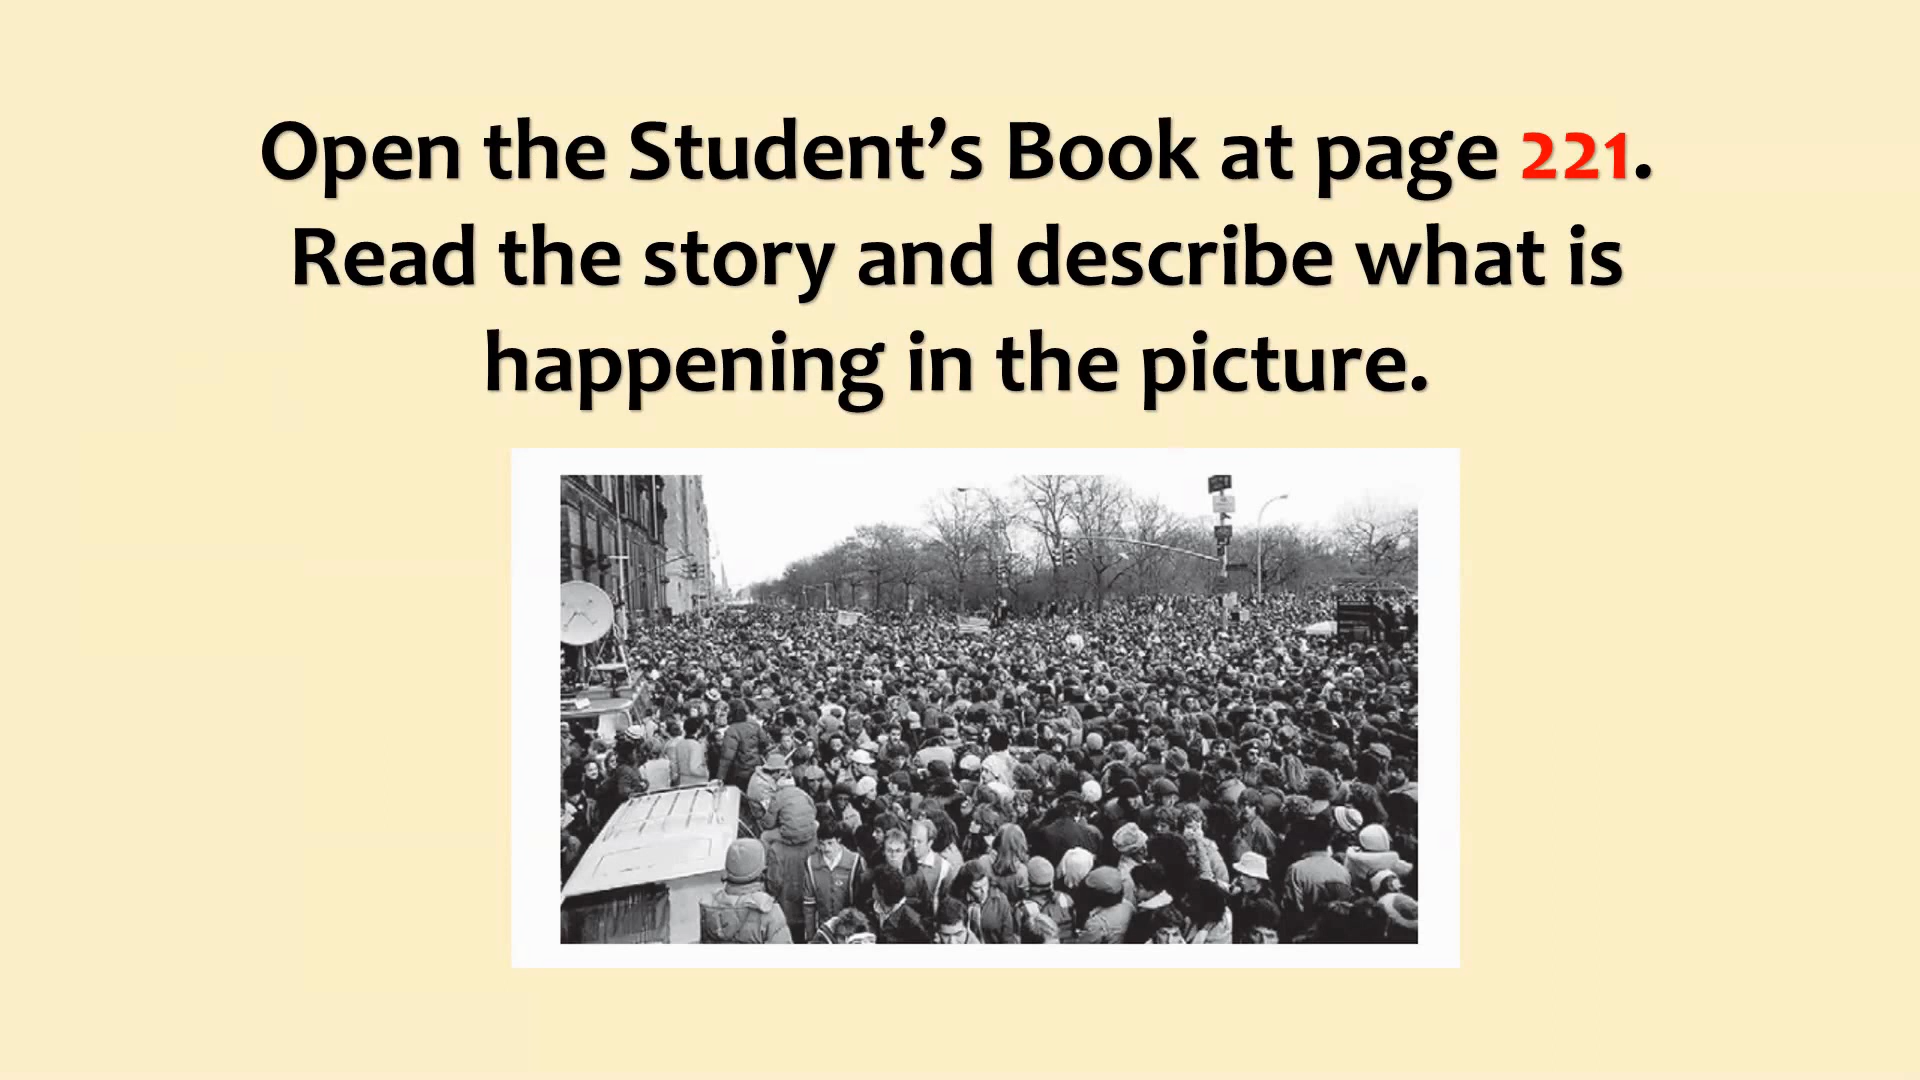 Open the Student’s Book at page 221.
Read the story and describe what is
happening in the picture.